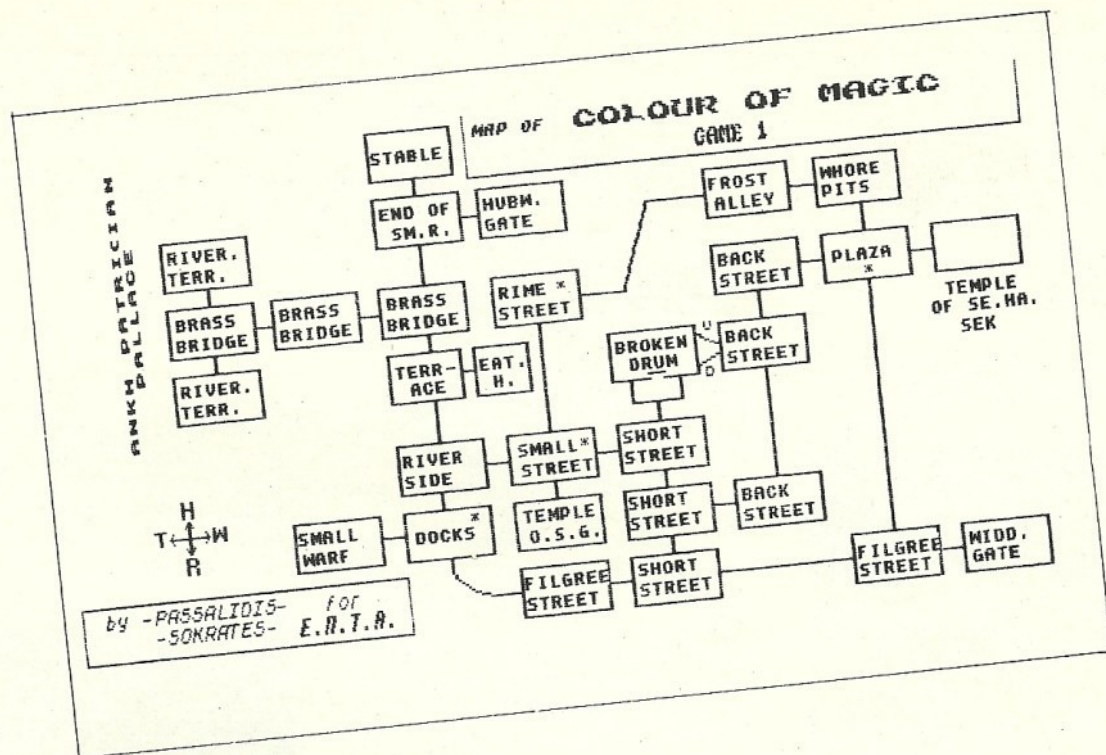 MAP OF COLOUR OF MAGIC
GAME 1
ANKH PATRICIAN
PALLACE
STABLE
END OF
SM.R.
HUBW.
GATE
FROST
ALLEY
WHORE
PITS
RIVER.
TERR.
BRASS
BRIDGE
BRASS
BRIDGE
BRASS
BRIDGE
RIME *
STREET
BACK
STREET
PLAZA
*
TEMPLE
OF SE.HA.
SEK
RIVER.
TERR.
TERR-
ACE
EAT.
H.
BROKEN
DRUM
U
D
BACK
STREET
RIVER
SIDE
SMALL *
STREET
SHORT
STREET
SMALL
WARF
DOCKS *
TEMPLE
O.S.G.
SHORT
STREET
BACK
STREET
FILGREE
STREET
SHORT
STREET
FILGREE
STREET
WIDD.
GATE
H
T W
R
by -PASSALIDIS- for
-SOKRATES- E.N.T.A.